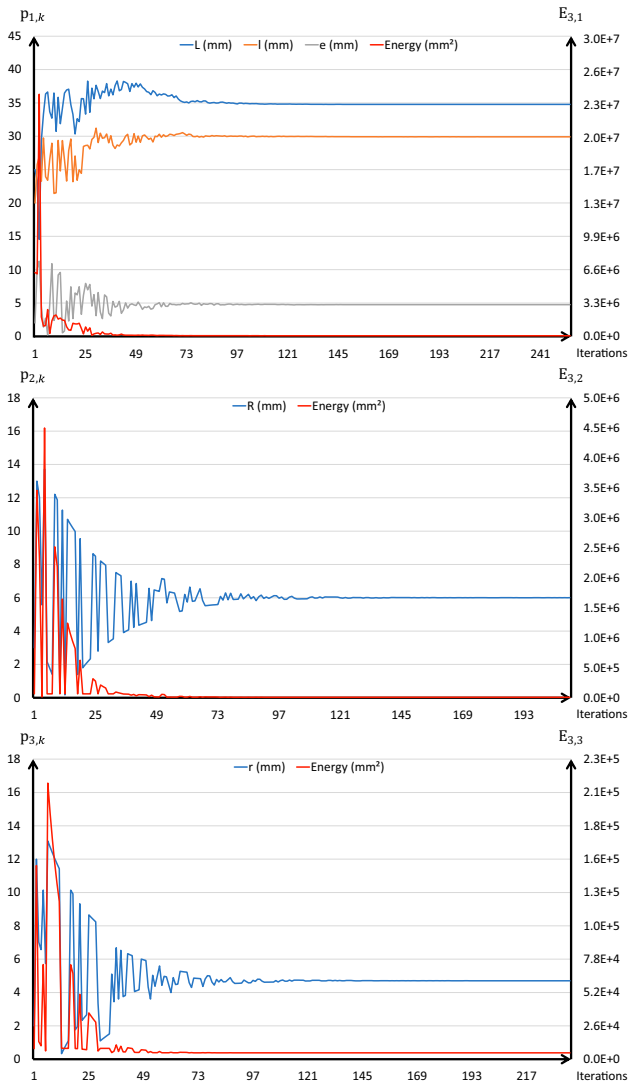 p1,k E3,1
L (mm) l (mm) e (mm) Energy (mm²)
45 3.0E+7
40 2.6E+7
35 2.3E+7
30 2.0E+7
25 1.7E+7
20 1.3E+7
15 9.9E+6
10 6.6E+6
5 3.3E+6
0 0.0E+0
1 25 49 73 97 121 145 169 193 217 241 Iterations
p2,k E3,2
R (mm) Energy (mm²)
18 5.0E+6
16 4.5E+6
14 4.0E+6
3.5E+6
12 3.0E+6
10 2.5E+6
8 2.0E+6
6 1.5E+6
4 1.0E+6
2 5.0E+5
0 0.0E+0
1 25 49 73 97 121 145 169 193 Iterations
p3,k E3,3
r (mm) Energy (mm²)
18 2.3E+5
16 2.1E+5
14 1.8E+5
12 1.6E+5
10 1.3E+5
8 1.0E+5
6 7.8E+4
4 5.2E+4
2 2.6E+4
0 0.0E+0
1 25 49 73 97 121 145 169 193 217 Iterations